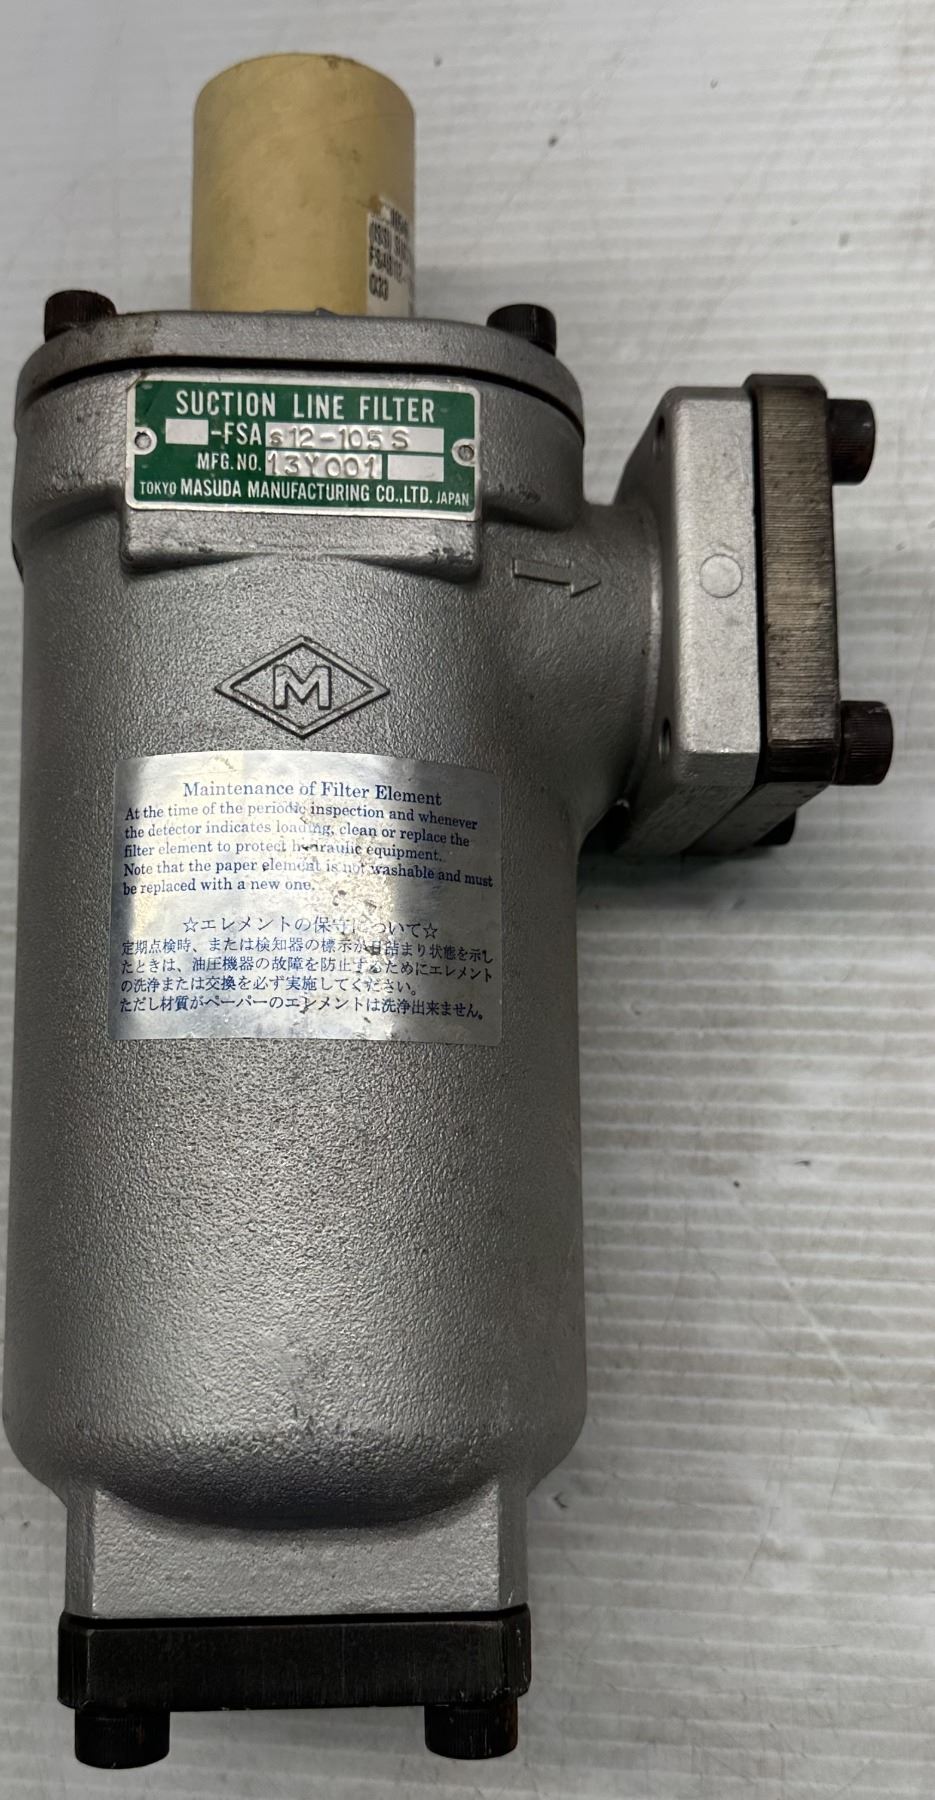 033
SUCTION LINE FILTER
-FSA S12-105S
MFG.NO. 13Y001
TOKYO MASUDA MANUFACTURING CO.,LTD. JAPAN
M
Maintenance of Filter Element
At the time of the periodic inspection and whenever
the detector indicates loading, clean or replace the
filter element to protect hydraulic equipment.
Note that the paper element is not washable and must
be replaced with a new one.
☆エレメントの保守について☆
定期点検時、または検知器の標示が目詰まり状態を示し
たときは、油圧機器の故障を防止するためにエレメント
の洗浄または交換を必ず実施してください。
ただし材質がペーパーのエレメントは洗浄出来ません。